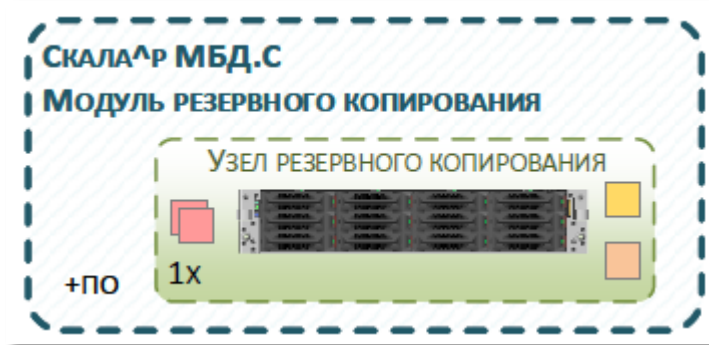 Скала^р МБД.С
Модуль резервного копирования
Узел резервного копирования
1x
+ПО